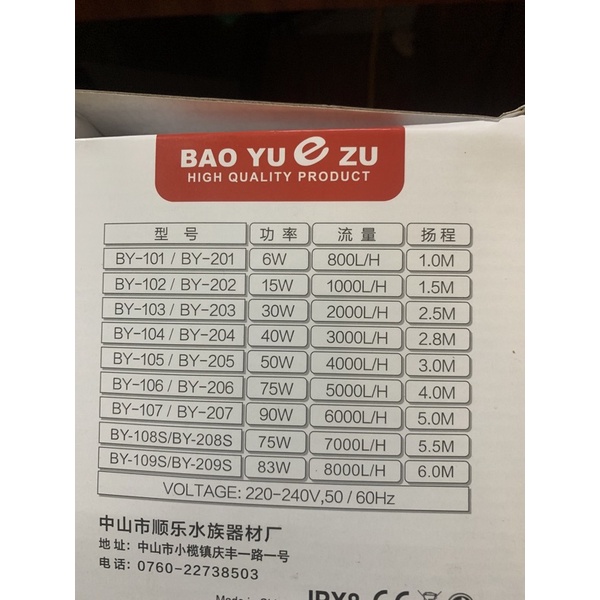 BAO YU e ZU
HIGH QUALITY PRODUCT
型 号 功 率 流 量 扬 程
BY-101 / BY-201 6W 800L/H 1.0M
BY-102 / BY-202 15W 1000L/H 1.5M
BY-103 / BY-203 30W 2000L/H 2.5M
BY-104 / BY-204 40W 3000L/H 2.8M
BY-105 / BY-205 50W 4000L/H 3.0M
BY-106 / BY-206 75W 5000L/H 4.0M
BY-107 / BY-207 90W 6000L/H 5.0M
BY-108S/BY-208S 75W 7000L/H 5.5M
BY-109S/BY-209S 83W 8000L/H 6.0M
VOLTAGE: 220-240V,50 / 60Hz
中山市顺乐水族器材厂
地 址：中山市小榄镇庆丰一路一号
电 话：0760-22738503
Made in
IPX8 CE